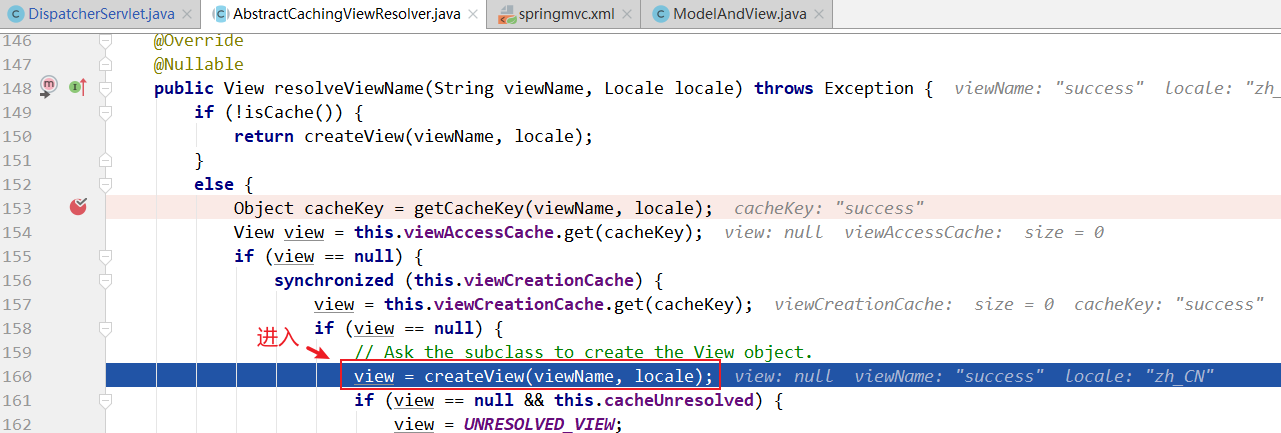 DispatcherServlet.java × AbstractCachingViewResolver.java × springmvc.xml × ModelAndView.java ×
146 @Override
147 @Nullable
148 public View resolveViewName(String viewName, Locale locale) throws Exception { viewName: "success" locale: "zh_
149 if (!isCache()) {
150 return createView(viewName, locale);
151 }
152 else {
153 Object cacheKey = getCacheKey(viewName, locale); cacheKey: "success"
154 View view = this.viewAccessCache.get(cacheKey); view: null viewAccessCache: size = 0
155 if (view == null) {
156 synchronized (this.viewCreationCache) {
157 view = this.viewCreationCache.get(cacheKey); viewCreationCache: size = 0 cacheKey: "success"
158 if (view == null) {
进入
159 // Ask the subclass to create the View object.
160 view = createView(viewName, locale); view: null viewName: "success" locale: "zh_CN"
161 if (view == null && this.cacheUnresolved) {
162 view = UNRESOLVED_VIEW;